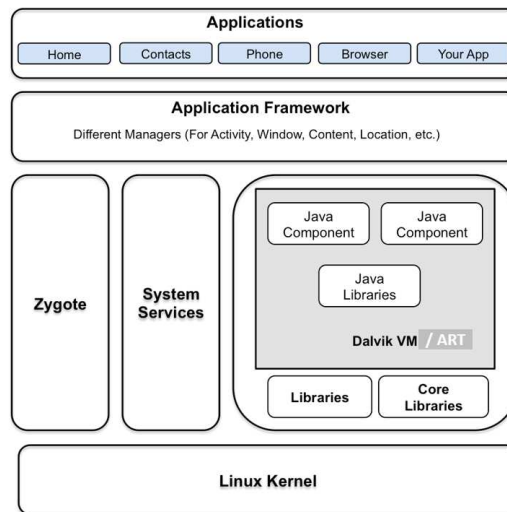 Applications
Home Contacts Phone Browser Your App
Application Framework
Different Managers (For Activity, Window, Content, Location, etc.)
Zygote
System
Services
Java
Component
Java
Component
Java
Libraries
Dalvik VM / ART
Libraries
Core
Libraries
Linux Kernel